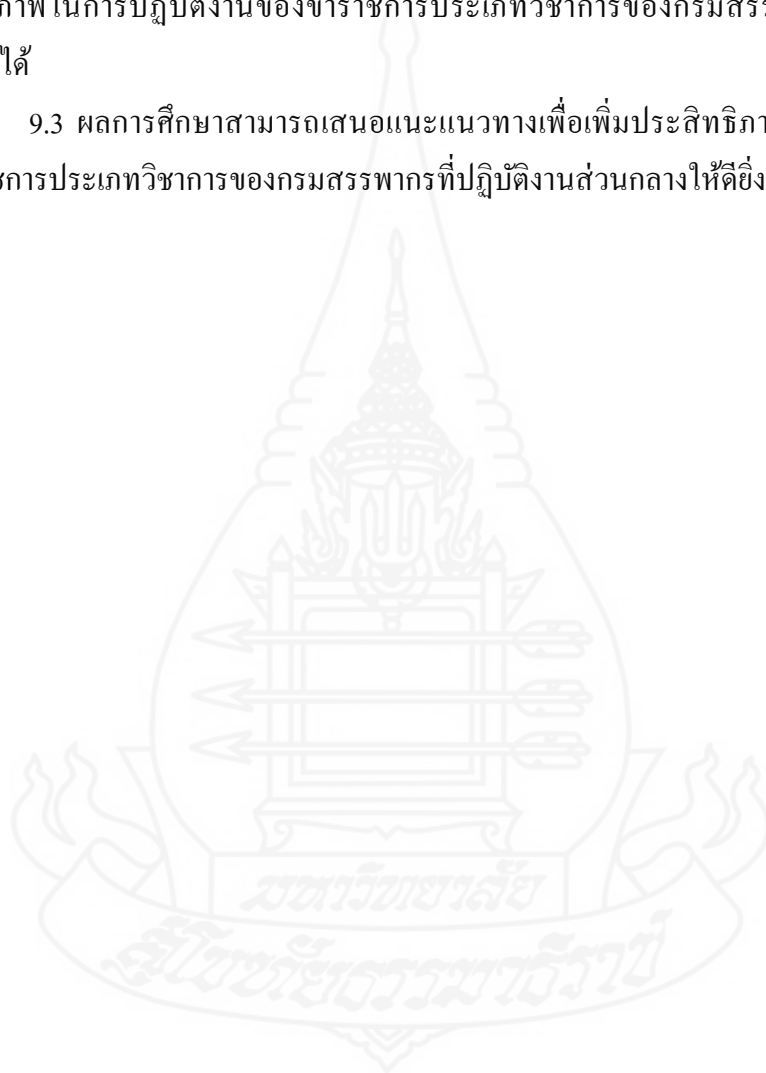 ภาพในการปฏิบัติงานของข้าราชการประเภทวิชาการของกรมสรร
ได้
9.3 ผลการศึกษาสามารถเสนอแนะแนวทางเพื่อเพิ่มประสิทธิภา
ชการประเภทวิชาการของกรมสรรพากรที่ปฏิบัติงานส่วนกลางให้ดียิ่ง
มหาวิทยาลัย
สุโขทัยธรรมาธิราช